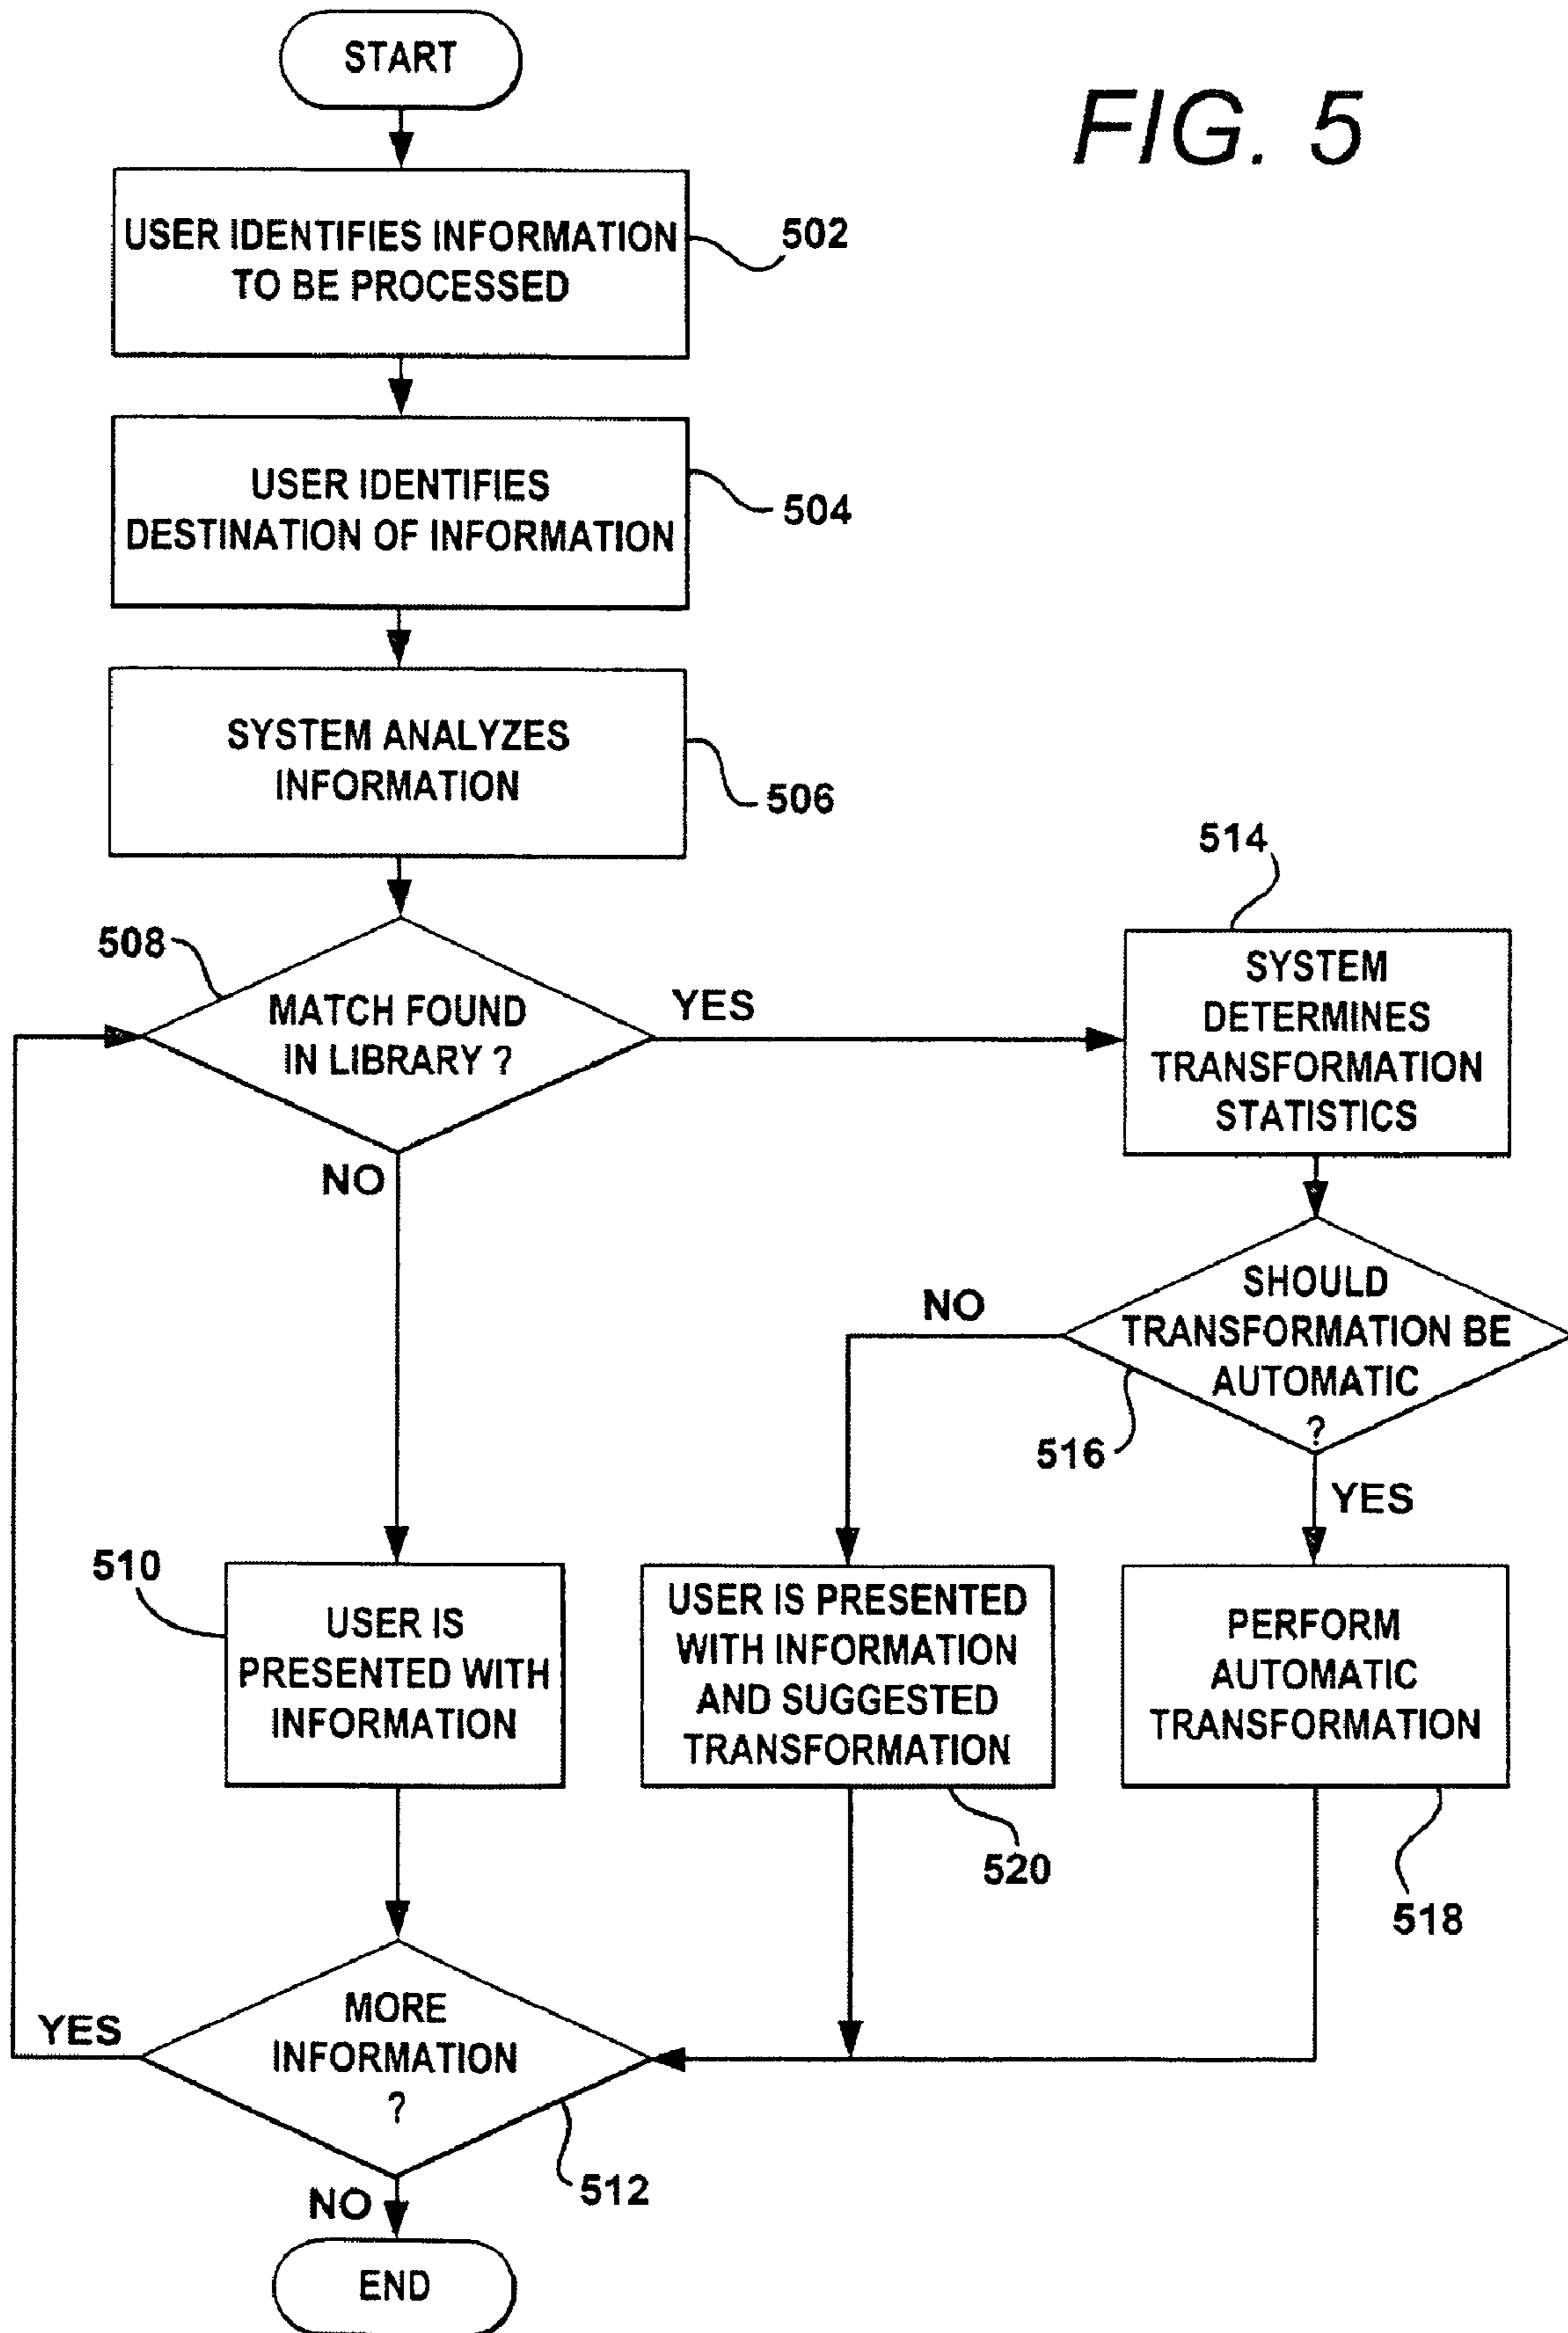 START
FIG. 5
USER IDENTIFIES INFORMATION
TO BE PROCESSED
502
USER IDENTIFIES
DESTINATION OF INFORMATION
504
SYSTEM ANALYZES
INFORMATION
506
508
MATCH FOUND
IN LIBRARY ?
YES
NO
514
SYSTEM
DETERMINES
TRANSFORMATION
STATISTICS
SHOULD
TRANSFORMATION BE
AUTOMATIC
?
516
NO
YES
510
USER IS
PRESENTED WITH
INFORMATION
USER IS PRESENTED
WITH INFORMATION
AND SUGGESTED
TRANSFORMATION
520
PERFORM
AUTOMATIC
TRANSFORMATION
518
MORE
INFORMATION
?
YES
512
NO
END